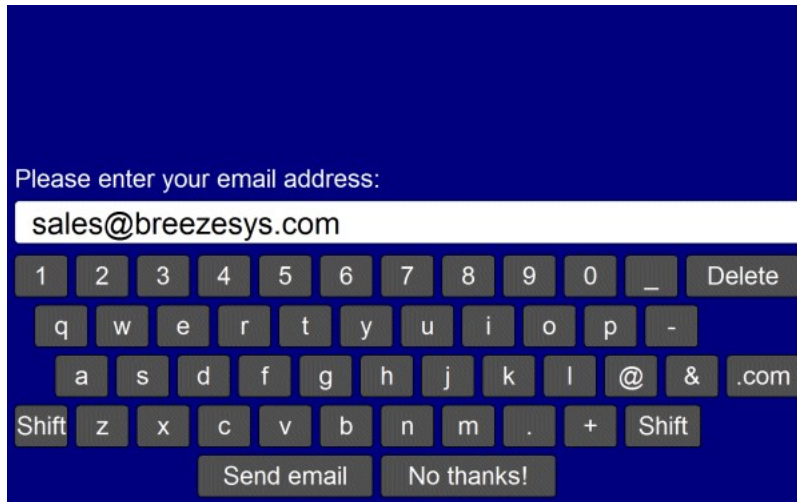 Please enter your email address:
sales@breezesys.com
1 2 3 4 5 6 7 8 9 0 _ Delete
q w e r t y u i o p -
a s d f g h j k l @ & .com
Shift z x c v b n m . + Shift
Send email No thanks!